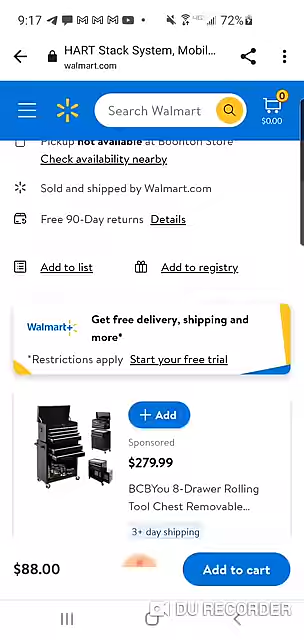 9:17
72%
HART Stack System, Mobil...
walmart.com
Search Walmart
0
$0.00
Pickup not available at Boonton Store
Check availability nearby
Sold and shipped by Walmart.com
Free 90-Day returns Details
Add to list
Add to registry
Walmart+
Get free delivery, shipping and
more*
*Restrictions apply Start your free trial
+ Add
Sponsored
$279.99
BCBYou 8-Drawer Rolling
Tool Chest Removable...
3+ day shipping
$88.00
Add to cart
DU RECORDER